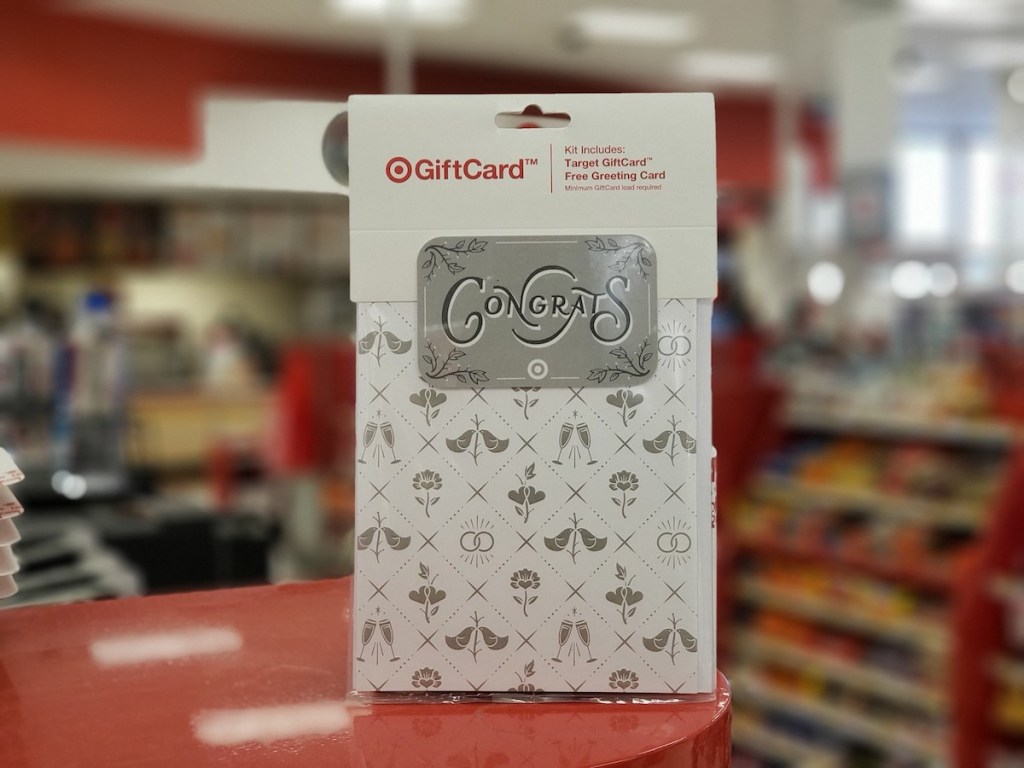 GiftCard™
Kit Includes:
Target GiftCard™
Free Greeting Card
Minimum GiftCard load required
CONGRATS